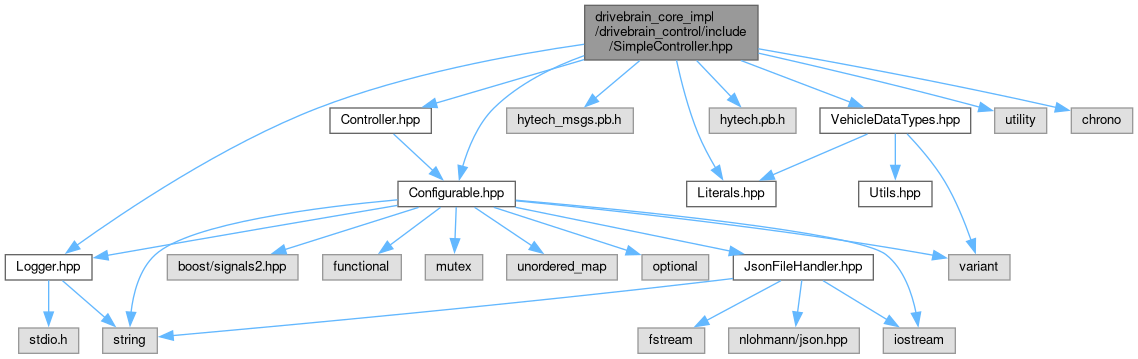 drivebrain_core_impl
/drivebrain_control/include
/SimpleController.hpp
Controller.hpp
hytech_msgs.pb.h
hytech.pb.h
VehicleDataTypes.hpp
utility
chrono
Configurable.hpp
Literals.hpp
Utils.hpp
Logger.hpp
boost/signals2.hpp
functional
mutex
unordered_map
optional
JsonFileHandler.hpp
variant
stdio.h
string
fstream
nlohmann/json.hpp
iostream